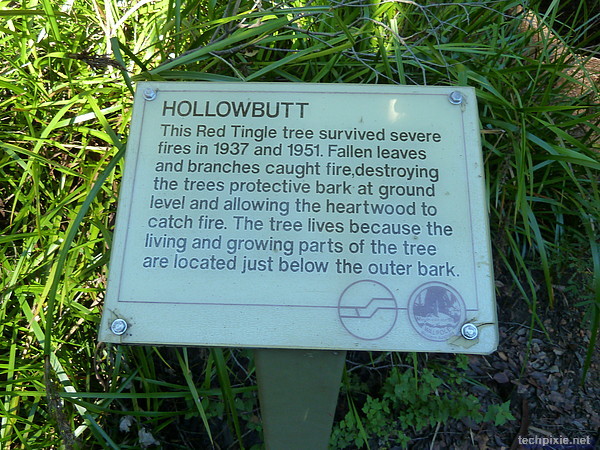 HOLLOWBUTT
This Red Tingle tree survived severe
fires in 1937 and 1951. Fallen leaves
and branches caught fire,destroying
the trees protective bark at ground
level and allowing the heartwood to
catch fire. The tree lives because the
living and growing parts of the tree
are located just below the outer bark.
techpixie.net